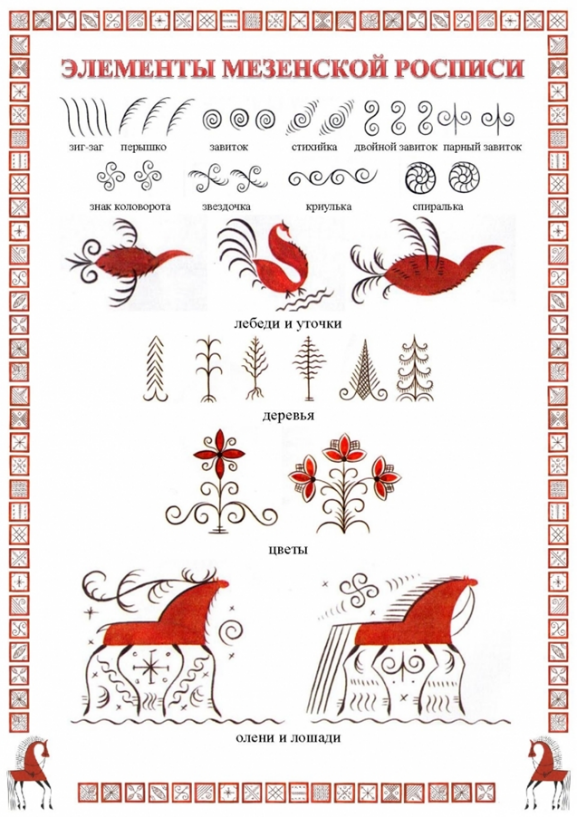 ЭЛЕМЕНТЫ МЕЗЕНСКОЙ РОСПИСИ
зиг-заг перышко завиток стихийка двойной завиток парный завиток
знак коловорота звездочка криулька спиралька
лебеди и уточки
деревья
цветы
олени и лошади